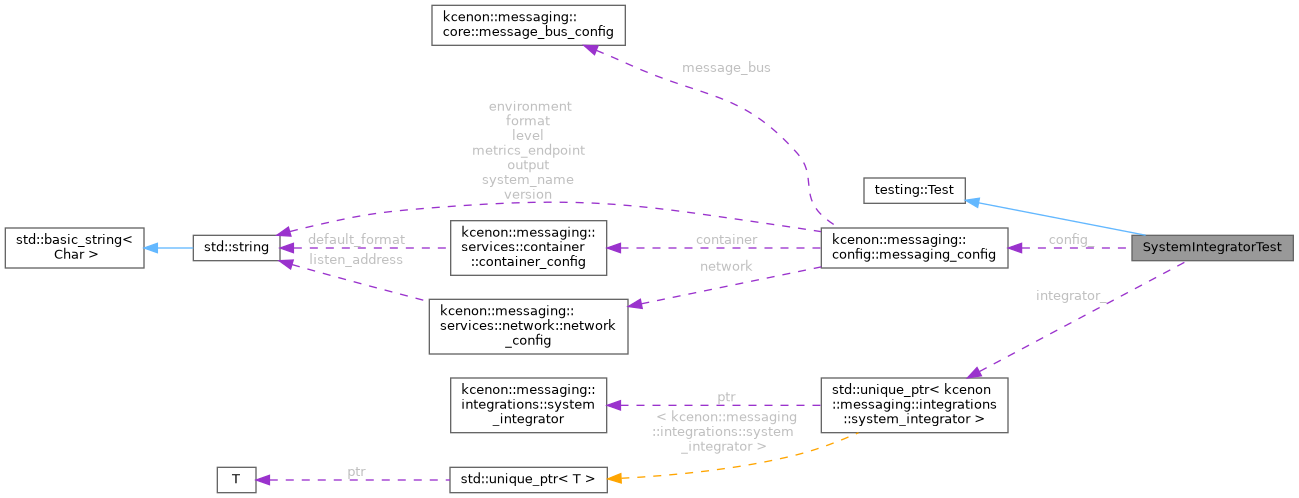 kcenon::messaging::
core::message_bus_config
message_bus
environment
format
level
metrics_endpoint
output
system_name
version
testing::Test
std::basic_string<
Char >
std::string
default_format
listen_address
kcenon::messaging::
services::container
::container_config
container
network
kcenon::messaging::
config::messaging_config
config_
SystemIntegratorTest
kcenon::messaging::
services::network::network
_config
integrator_
kcenon::messaging::
integrations::system
_integrator
ptr
std::unique_ptr< kcenon
::messaging::integrations
::system_integrator >
< kcenon::messaging
::integrations::system
_integrator >
T
ptr
std::unique_ptr< T >